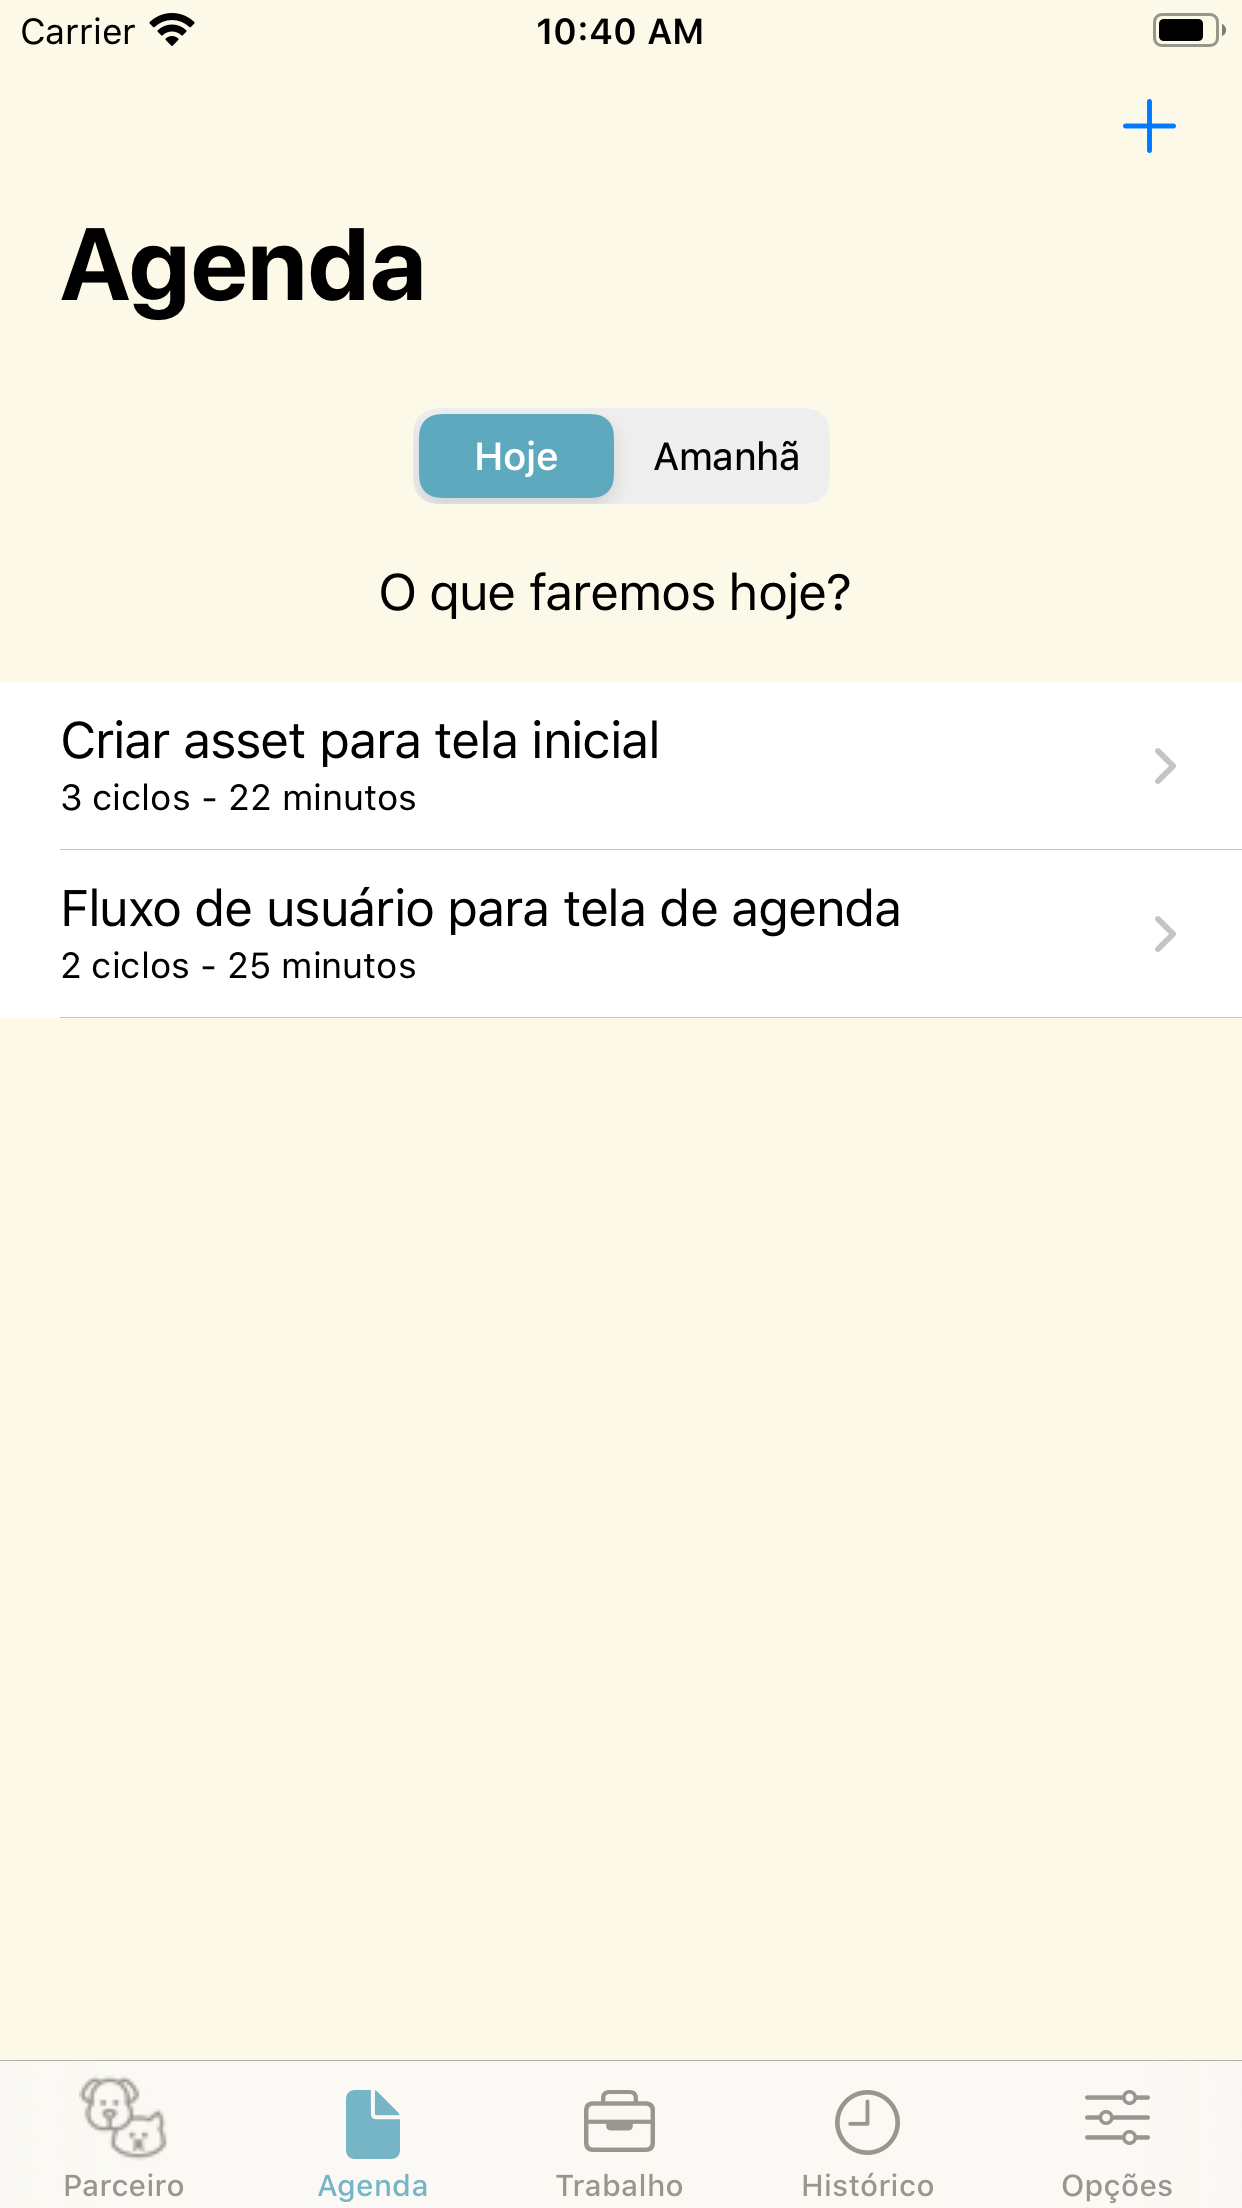 Carrier 10:40 AM
Agenda
Hoje Amanhã
O que faremos hoje?
Criar asset para tela inicial
3 ciclos - 22 minutos
Fluxo de usuário para tela de agenda
2 ciclos - 25 minutos
Parceiro Agenda Trabalho Histórico Opções